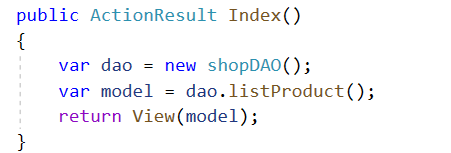 public ActionResult Index()
{
    var dao = new shopDAO();
    var model = dao.listProduct();
    return View(model);
}